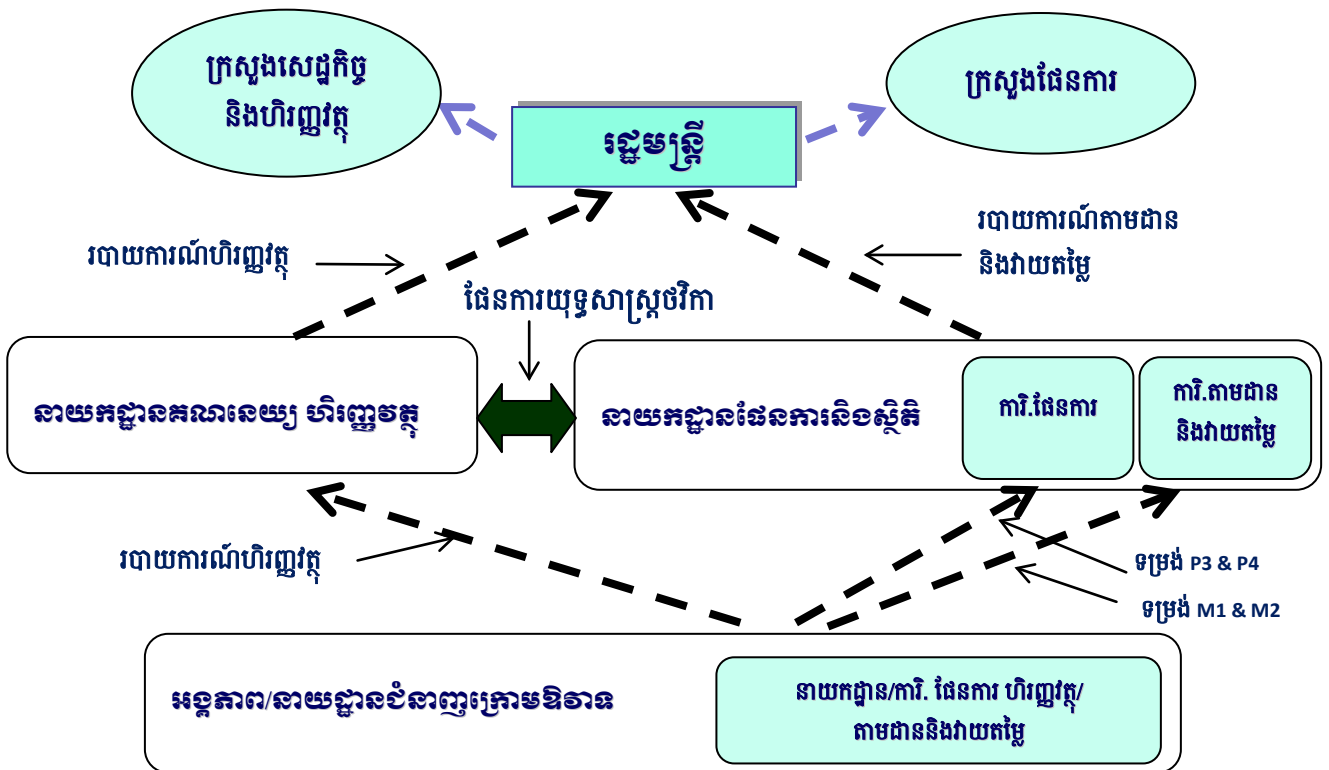 ក្រសួងសេដ្ឋកិច្ច
និងហិរញ្ញវត្ថុ
ក្រសួងផែនការ
រដ្ឋមន្ត្រី
របាយការណ៍ហិរញ្ញវត្ថុ
របាយការណ៍តាមដាន
និងវាយតម្លៃ
ផែនការយុទ្ធសាស្ត្រថវិកា
នាយកដ្ឋានគណនេយ្យ ហិរញ្ញវត្ថុ
នាយកដ្ឋានផែនការនិងស្ថិតិ
ការិ.ផែនការ
ការិ.តាមដាន
និងវាយតម្លៃ
របាយការណ៍ហិរញ្ញវត្ថុ
ទម្រង់ P3 & P4
ទម្រង់ M1 & M2
អង្គភាព/នាយដ្ឋានជំនាញក្រោមឱវាទ
នាយកដ្ឋាន/ការិ. ផែនការ ហិរញ្ញវត្ថុ/
តាមដាននិងវាយតម្លៃ